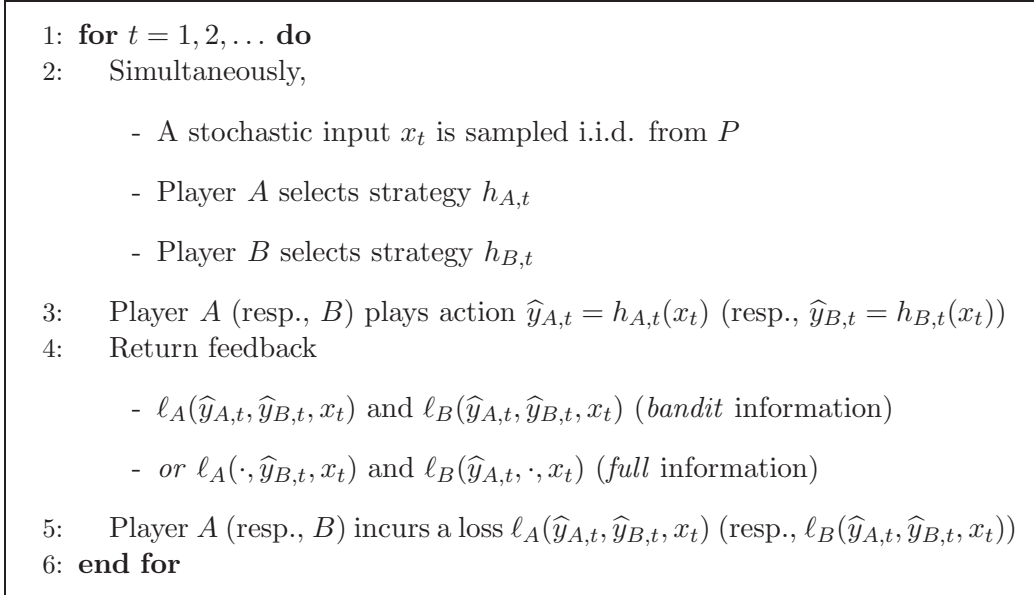 1: for t = 1, 2, . . . do
2: Simultaneously,
- A stochastic input x_t is sampled i.i.d. from P
- Player A selects strategy h_{A,t}
- Player B selects strategy h_{B,t}
3: Player A (resp., B) plays action ŷ_{A,t} = h_{A,t}(x_t) (resp., ŷ_{B,t} = h_{B,t}(x_t))
4: Return feedback
- ℓ_A(ŷ_{A,t}, ŷ_{B,t}, x_t) and ℓ_B(ŷ_{A,t}, ŷ_{B,t}, x_t) (bandit information)
- or ℓ_A(·, ŷ_{B,t}, x_t) and ℓ_B(ŷ_{A,t}, ·, x_t) (full information)
5: Player A (resp., B) incurs a loss ℓ_A(ŷ_{A,t}, ŷ_{B,t}, x_t) (resp., ℓ_B(ŷ_{A,t}, ŷ_{B,t}, x_t))
6: end for